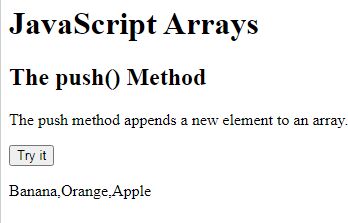 JavaScript Arrays
The push() Method
The push method appends a new element to an array.
Try it
Banana,Orange,Apple